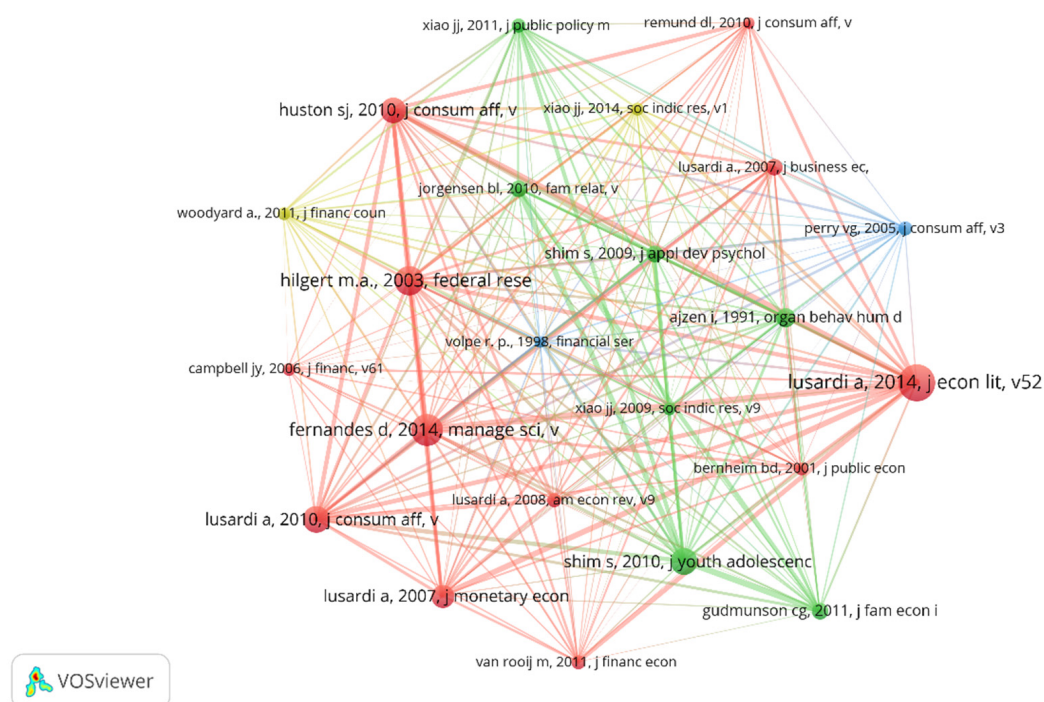 xiao jj, 2011, j public policy m
remund dl, 2010, j consum aff, v
huston sj, 2010, j consum aff, v
xiao jj, 2014, soc indic res, v1
lusardi a., 2007, j business ec,
jorgensen bl, 2010, fam relat, v
woodyard a., 2011, j financ coun
perry vg, 2005, j consum aff, v3
shim s, 2009, j appl dev psychol
hilgert m.a., 2003, federal rese
ajzen i, 1991, organ behav hum d
volpe r. p., 1998, financial ser
campbell jy, 2006, j financ, v61
lusardi a, 2014, j econ lit, v52
xiao jj, 2009, soc indic res, v9
fernandes d, 2014, manage sci, v
bernheim bd, 2001, j public econ
lusardl a, 2008, am econ rev, v9
lusardi a, 2010, j consum aff, v
shim s, 2010, j youth adolescenc
lusardi a, 2007, j monetary econ
gudmunson cg, 2011, j fam econ i
van rooij m, 2011, j financ econ
VOSviewer